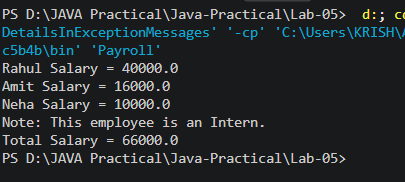 PS D:\JAVA Practical\Java-Practical\Lab-05> d:; c
DetailsInExceptionMessages' '-cp' 'C:\Users\KRISH\
c5b4b\bin' 'Payroll'
Rahul Salary = 40000.0
Amit Salary = 16000.0
Neha Salary = 10000.0
Note: This employee is an Intern.
Total Salary = 66000.0
PS D:\JAVA Practical\Java-Practical\Lab-05>